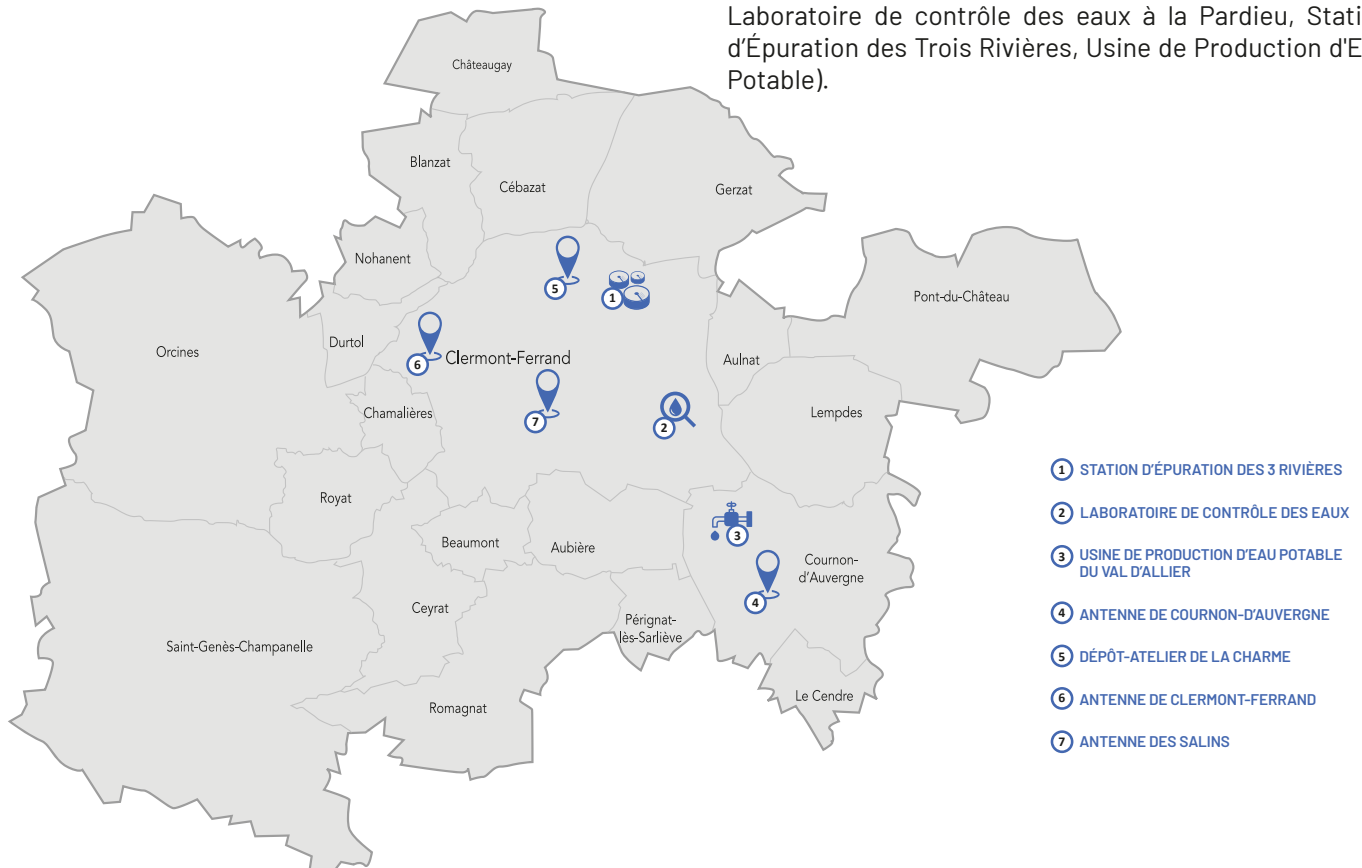 Laboratoire de contrôle des eaux à la Pardieu, Stati
d'Épuration des Trois Rivières, Usine de Production d'E
Potable).
Châteaugay
Blanzat
Cébazat
Gerzat
Nohanent
5
1
Pont-du-Château
Orcines
Durtol
6
Clermont-Ferrand
Aulnat
Chamalières
7
2
Lempdes
Royat
Beaumont
Aubière
3
Cournon-
d'Auvergne
4
Ceyrat
Pérignat-
lès-Sarliève
Saint-Genès-Champanelle
Romagnat
Le Cendre
1 STATION D'ÉPURATION DES 3 RIVIÈRES
2 LABORATOIRE DE CONTRÔLE DES EAUX
3 USINE DE PRODUCTION D'EAU POTABLE
DU VAL D'ALLIER
4 ANTENNE DE COURNON-D'AUVERGNE
5 DÉPÔT-ATELIER DE LA CHARME
6 ANTENNE DE CLERMONT-FERRAND
7 ANTENNE DES SALINS